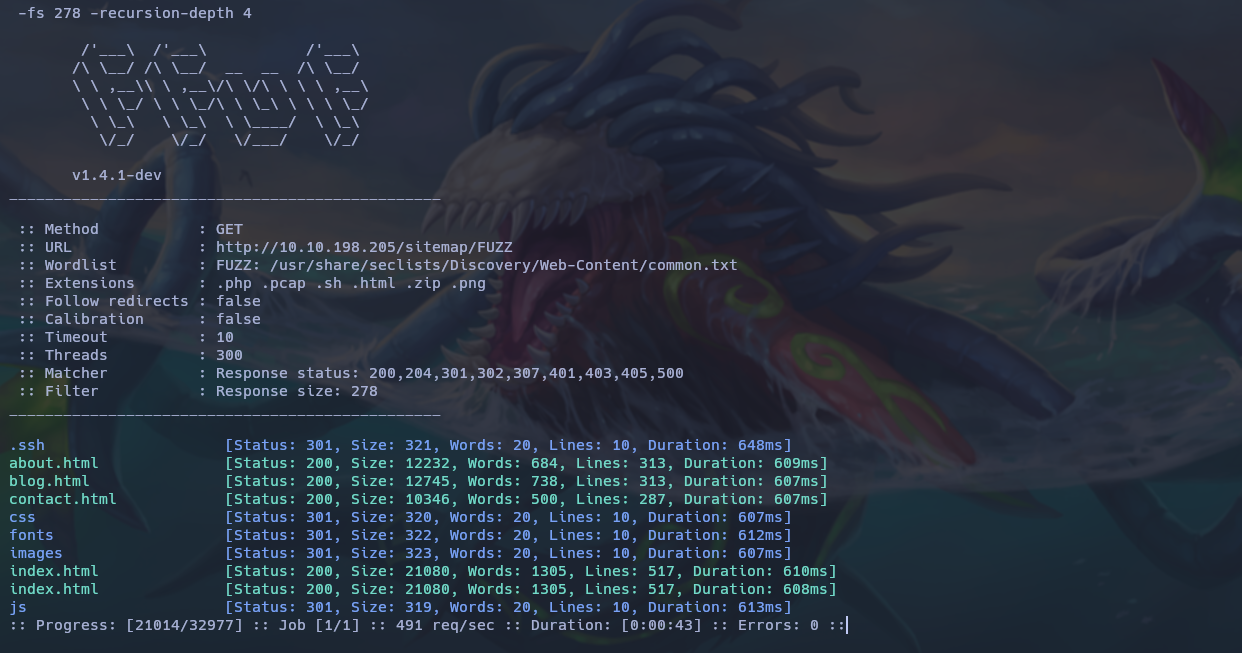 -fs 278 -recursion-depth 4
        /'___\  /'___\           /'___\
       /\ \__/ /\ \__/  __  __  /\ \__/
       \ \ ,__\\ \ ,__\/\ \/\ \ \ \ ,__\
        \ \ \_/ \ \ \_/\ \ \_\ \ \ \ \_/
         \ \_\   \ \_\  \ \____/  \ \_\
          \/_/    \/_/   \/___/    \/_/
v1.4.1-dev
________________________________________________
:: Method           : GET
:: URL              : http://10.10.198.205/sitemap/FUZZ
:: Wordlist         : FUZZ: /usr/share/seclists/Discovery/Web-Content/common.txt
:: Extensions       : .php .pcap .sh .html .zip .png
:: Follow redirects : false
:: Calibration      : false
:: Timeout          : 10
:: Threads          : 300
:: Matcher          : Response status: 200,204,301,302,307,401,403,405,500
:: Filter           : Response size: 278
________________________________________________
.ssh                    [Status: 301, Size: 321, Words: 20, Lines: 10, Duration: 648ms]
about.html              [Status: 200, Size: 12232, Words: 684, Lines: 313, Duration: 609ms]
blog.html               [Status: 200, Size: 12745, Words: 738, Lines: 313, Duration: 607ms]
contact.html            [Status: 200, Size: 10346, Words: 500, Lines: 287, Duration: 607ms]
css                     [Status: 301, Size: 320, Words: 20, Lines: 10, Duration: 607ms]
fonts                   [Status: 301, Size: 322, Words: 20, Lines: 10, Duration: 612ms]
images                  [Status: 301, Size: 323, Words: 20, Lines: 10, Duration: 607ms]
index.html              [Status: 200, Size: 21080, Words: 1305, Lines: 517, Duration: 610ms]
index.html              [Status: 200, Size: 21080, Words: 1305, Lines: 517, Duration: 608ms]
js                      [Status: 301, Size: 319, Words: 20, Lines: 10, Duration: 613ms]
:: Progress: [21014/32977] :: Job [1/1] :: 491 req/sec :: Duration: [0:00:43] :: Errors: 0 ::